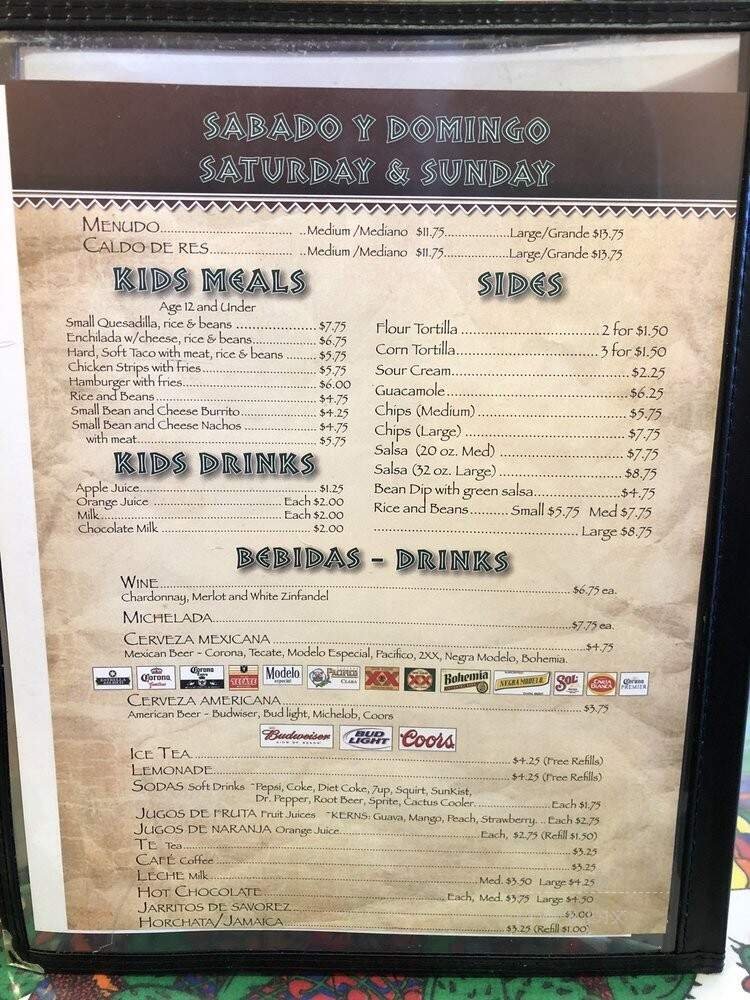 SABADO Y DOMINGO
SATURDAY & SUNDAY
MENUDO.......Medium /Mediano $11.75.......Large/Grande $13.75
CALDO DE RES.......Medium /Mediano $11.75.......Large/Grande $13.75
KIDS MEALS
Age 12 and Under
Small Quesadilla, rice & beans .......$7.75
Enchilada w/cheese, rice & beans.......$6.75
Hard, Soft Taco with meat, rice & beans .......$5.75
Chicken Strips with fries.......$5.75
Hamburger with fries.......$6.00
Rice and Beans.......$4.75
Small Bean and Cheese Burrito.......$4.25
Small Bean and Cheese Nachos .......$4.75
with meat.......$5.75
KIDS DRINKS
Apple Juice.......$1.25
Orange Juice .......Each $2.00
Milk.......Each $2.00
Chocolate Milk .......$2.00
SIDES
Flour Tortilla .......2 for $1.50
Corn Tortilla.......3 for $1.50
Sour Cream.......$2.25
Guacamole.......$6.25
Chips (Medium).......$5.75
Chips (Large) .......$7.75
Salsa (20 oz. Med) .......$7.75
Salsa (32 oz. Large).......$8.75
Bean Dip with green salsa.......$4.75
Rice and Beans....... Small $5.75 Med $7.75
....... Large $8.75
BEBIDAS - DRINKS
WINE.......$6.75 ea.
Chardonnay, Merlot and White Zinfandel
MICHELADA.......$7.75 ea.
CERVEZA MEXICANA.......$4.75
Mexican Beer - Corona, Tecate, Modelo Especial, Pacifico, 2XX, Negra Modelo, Bohemia.
Corona Corona TECATE Modelo especial PACIFICO CLARA XX XX Bohemia NEGRA MODELO Sol CARTA BLANCA Corona PREMIER
CERVEZA AMERICANA.......$3.75
American Beer - Budwiser, Bud light, Michelob, Coors
Budweiser BUD LIGHT Coors
ICE TEA.......$4.25 (Free Refills)
LEMONADE.......$4.25 (Free Refills)
SODAS Soft Drinks ~Pepsi, Coke, Diet Coke, 7up, Squirt, SunKist,
Dr. Pepper, Root Beer, Sprite, Cactus Cooler.......Each $1.75
JUGOS DE FRUTA Fruit Juices ~KERNS: Guava, Mango, Peach, Strawberry. .. Each $2.75
JUGOS DE NARANJA Orange Juice.......Each, $2.75 (Refill $1.50)
TE Tea.......$3.25
CAFÉ Coffee.......$3.25
LECHE Milk.......Med. $3.50 Large $4.25
HOT CHOCOLATE.......Each, Med. $3.75 Large $4.50
JARRITOS DE SAVOREZ.......$3.00
HORCHATA/JAMAICA.......$3.25 (Refill $1.00)